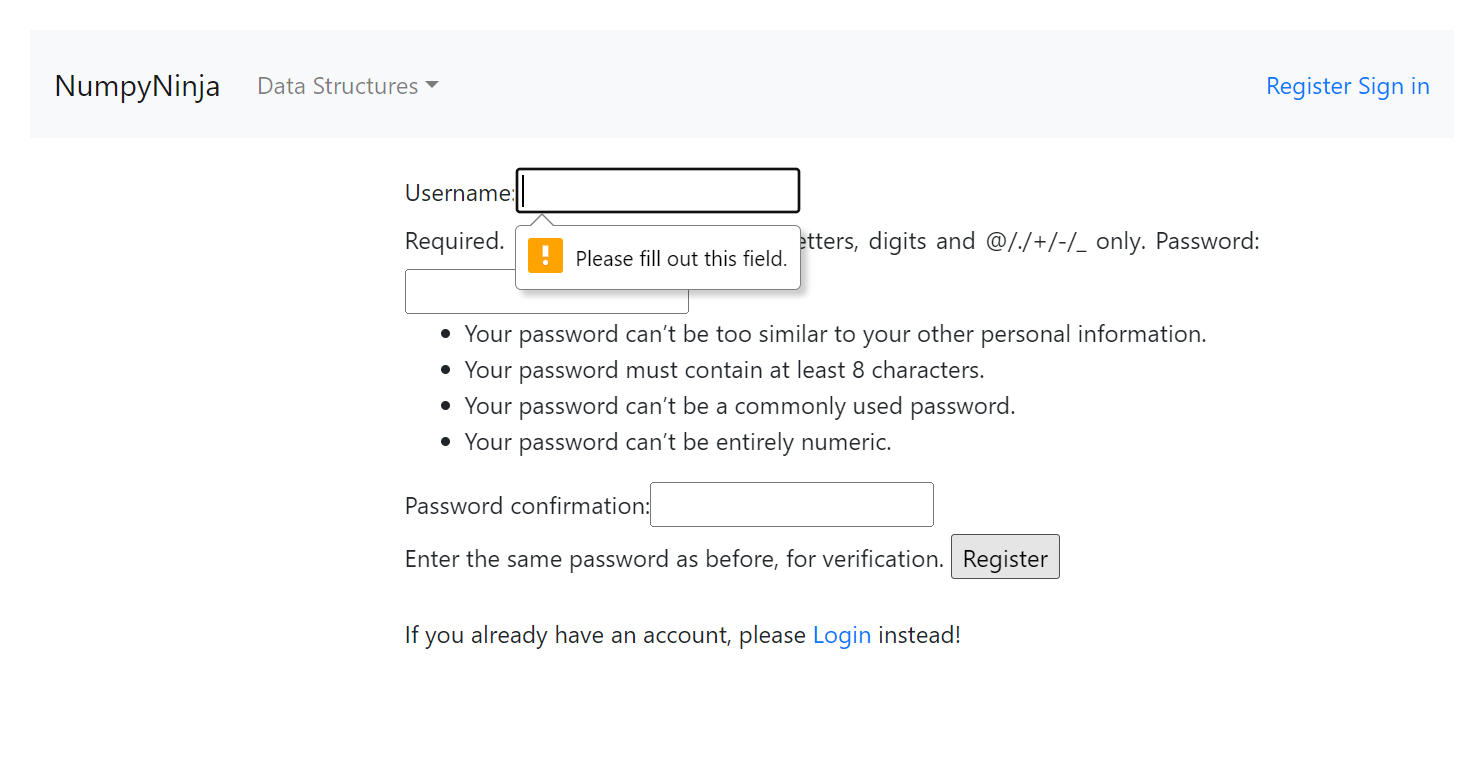 NumpyNinja Data Structures Register Sign in
Username:
Required. etters, digits and @/./+/-/_ only. Password:
Please fill out this field.
Your password can’t be too similar to your other personal information.
Your password must contain at least 8 characters.
Your password can’t be a commonly used password.
Your password can’t be entirely numeric.
Password confirmation:
Enter the same password as before, for verification. Register
If you already have an account, please Login instead!